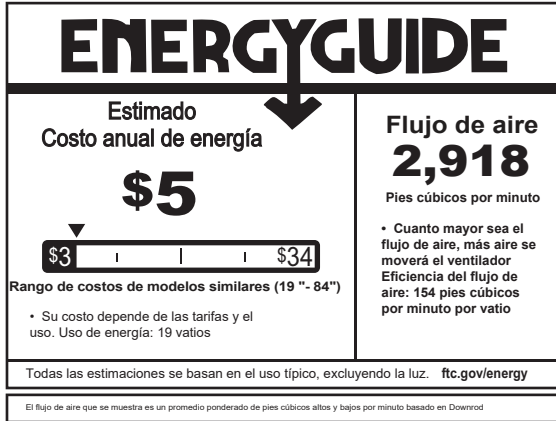 ENERGYGUIDE
Estimado
Costo anual de energía
$5
$3
$34
Rango de costos de modelos similares (19 "- 84")
• Su costo depende de las tarifas y el
uso. Uso de energía: 19 vatios
Flujo de aire
2,918
Pies cúbicos por minuto
• Cuanto mayor sea el
flujo de aire, más aire se
moverá el ventilador
Eficiencia del flujo de
aire: 154 pies cúbicos
por minuto por vatio
Todas las estimaciones se basan en el uso típico, excluyendo la luz. ftc.gov/energy
El flujo de aire que se muestra es un promedio ponderado de pies cúbicos altos y bajos por minuto basado en Downrod